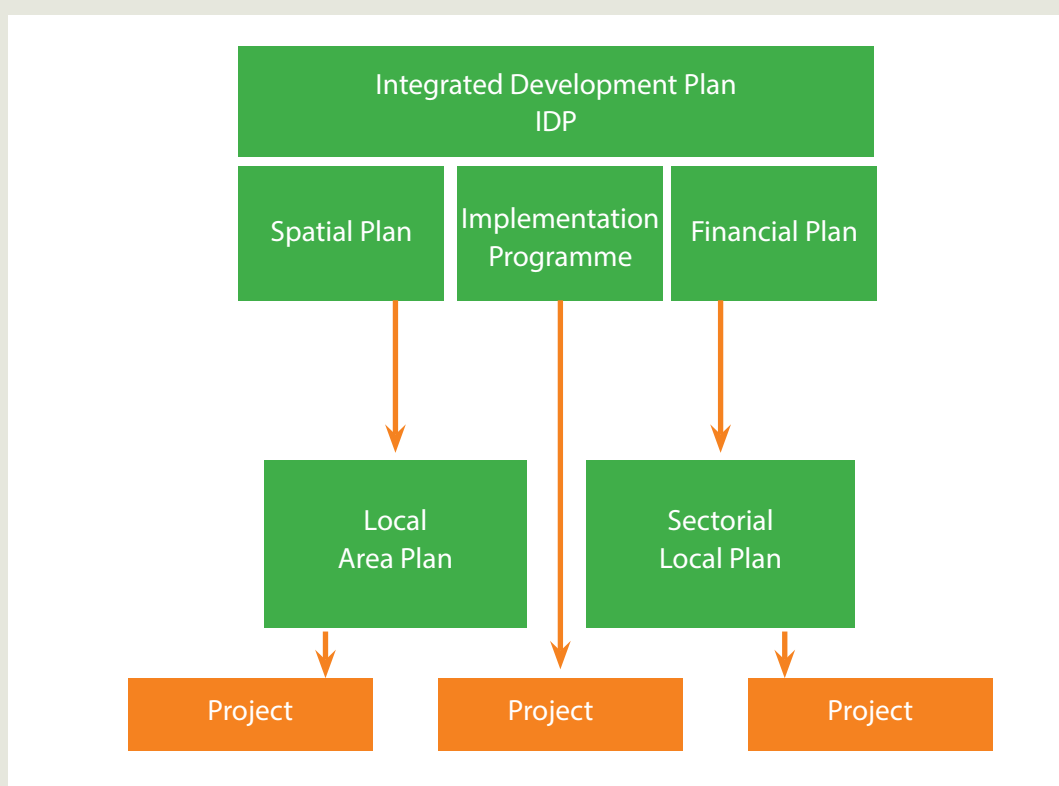 Integrated Development Plan
IDP
Spatial Plan
Implementation
Programme
Financial Plan
Local
Area Plan
Sectorial
Local Plan
Project
Project
Project